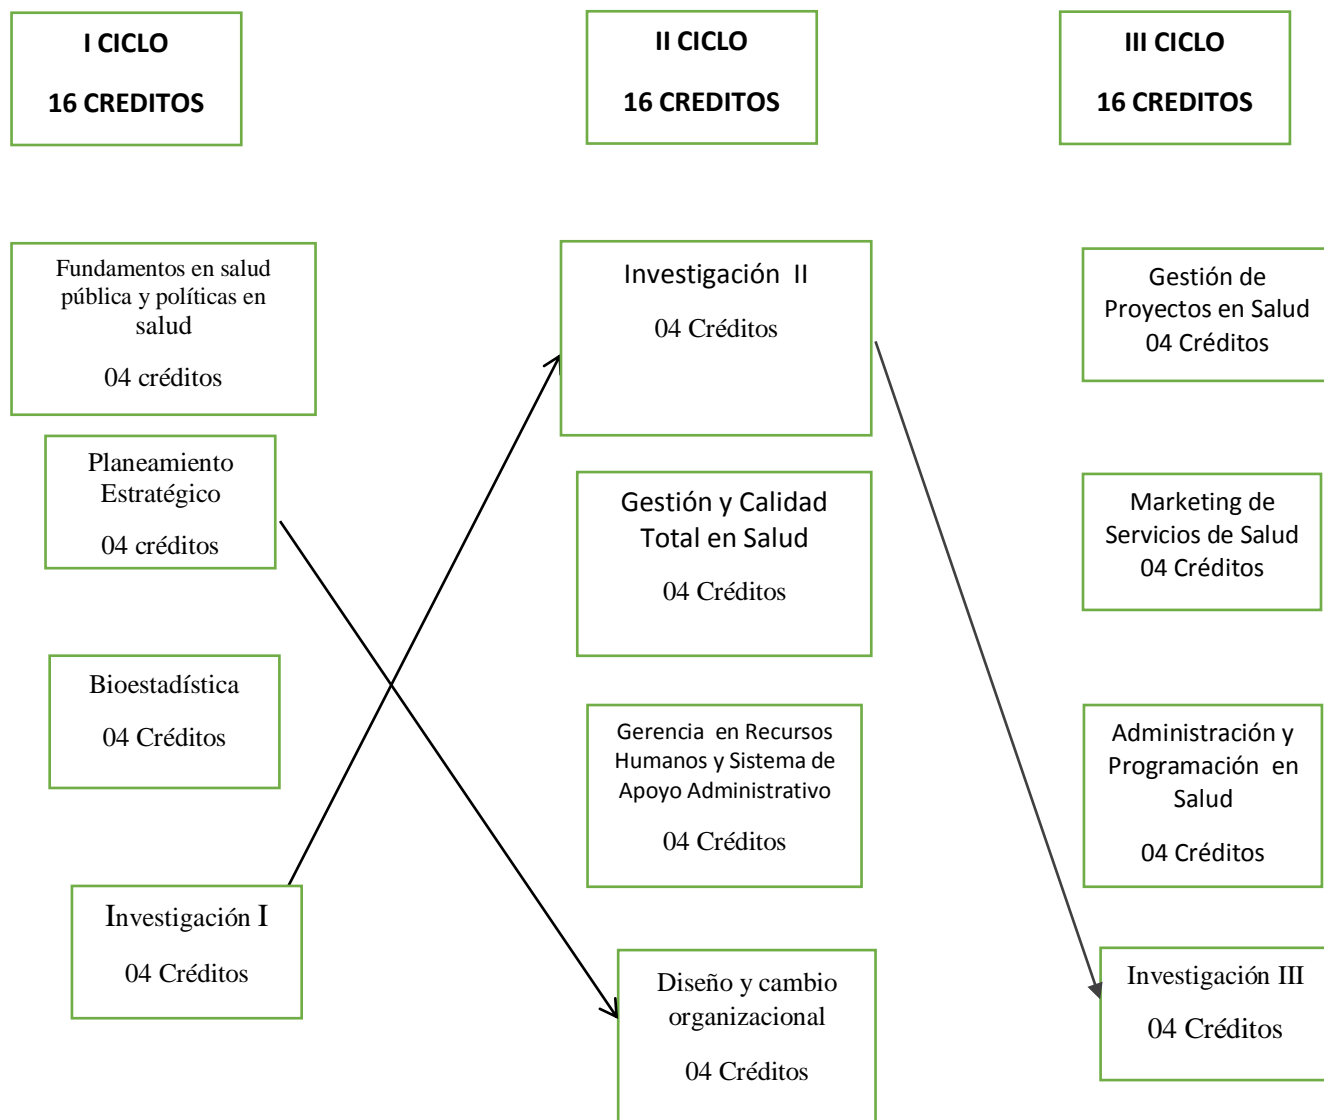 I CICLO
16 CREDITOS
II CICLO
16 CREDITOS
III CICLO
16 CREDITOS
Fundamentos en salud
pública y políticas en
salud
04 créditos
Planeamiento
Estratégico
04 créditos
Bioestadística
04 Créditos
Investigación I
04 Créditos
Investigación II
04 Créditos
Gestión y Calidad
Total en Salud
04 Créditos
Gerencia en Recursos
Humanos y Sistema de
Apoyo Administrativo
04 Créditos
Diseño y cambio
organizacional
04 Créditos
Gestión de
Proyectos en Salud
04 Créditos
Marketing de
Servicios de Salud
04 Créditos
Administración y
Programación en
Salud
04 Créditos
Investigación III
04 Créditos